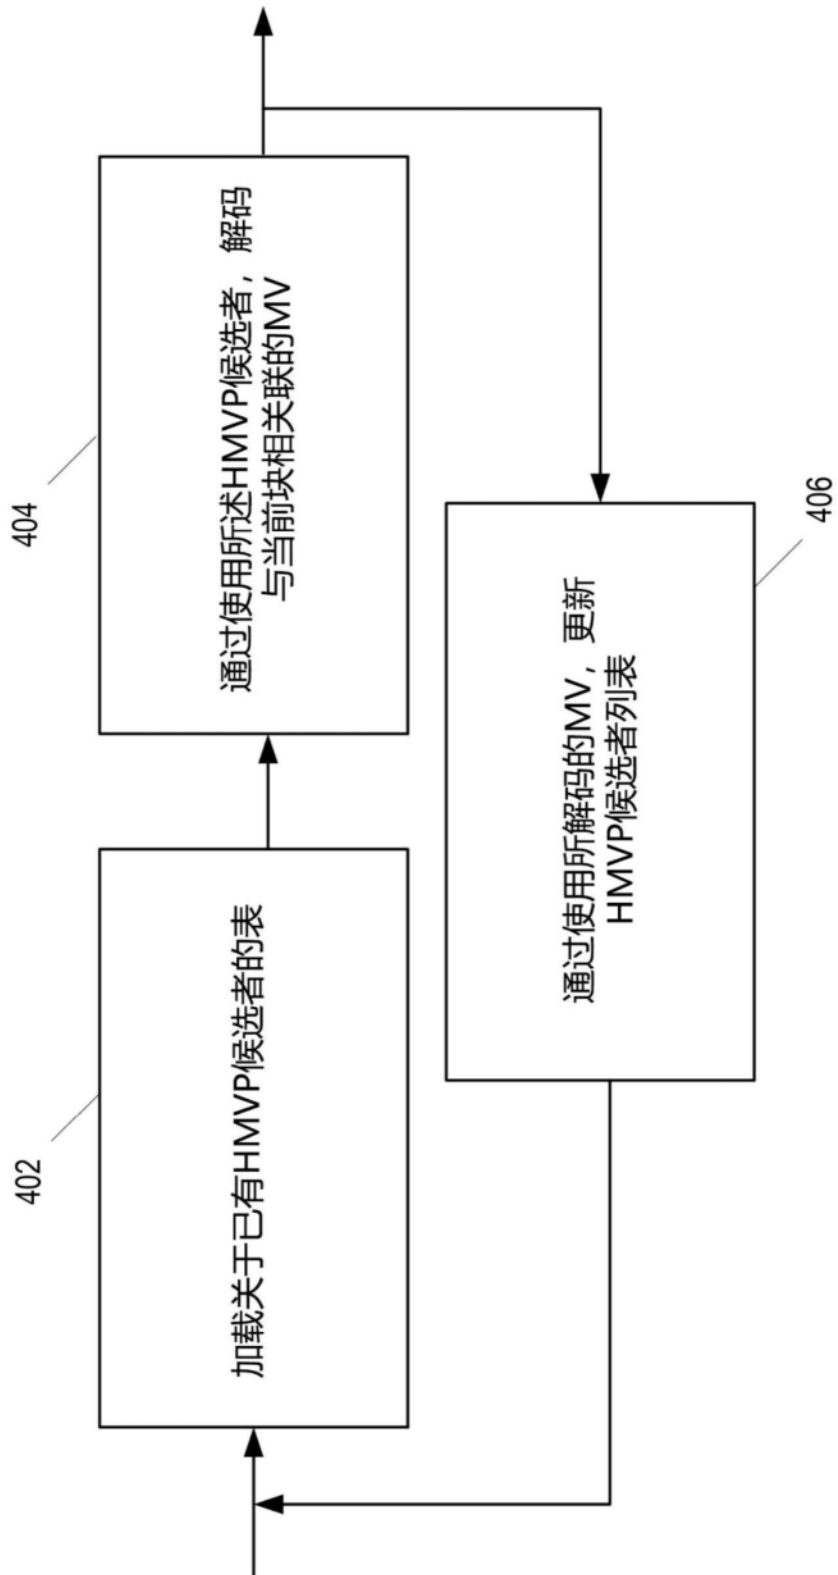 402
加载关于已有HMVP候选者的表
404
通过使用所述HMVP候选者，解码
与当前块相关联的MV
406
通过使用所解码的MV，更新
HMVP候选者列表